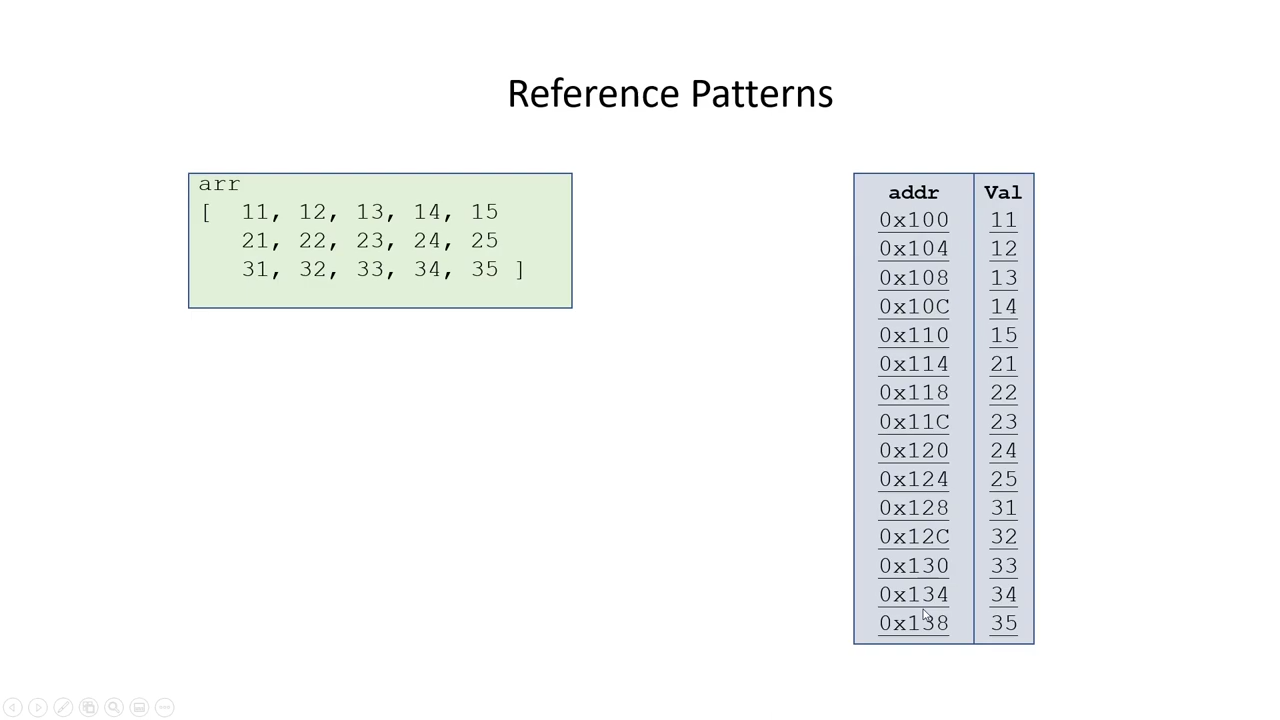 Reference Patterns
arr
[ 11, 12, 13, 14, 15
21, 22, 23, 24, 25
31, 32, 33, 34, 35 ]
addr Val
0x100 11
0x104 12
0x108 13
0x10C 14
0x110 15
0x114 21
0x118 22
0x11C 23
0x120 24
0x124 25
0x128 31
0x12C 32
0x130 33
0x134 34
0x138 35